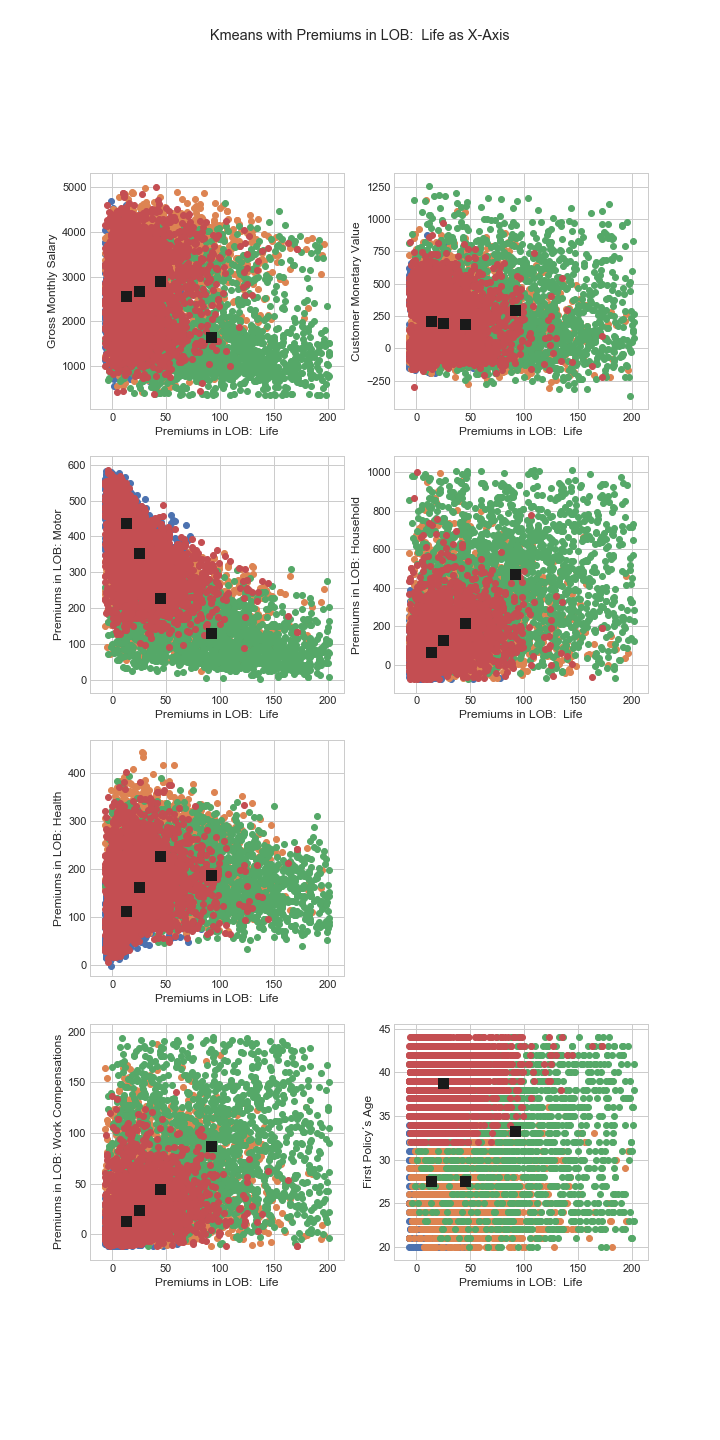 Kmeans with Premiums in LOB:  Life as X-Axis
Gross Monthly Salary
5000
4000
3000
2000
1000
0 50 100 150 200
Premiums in LOB:  Life
Customer Monetary Value
1250
1000
750
500
250
0
−250
0 50 100 150 200
Premiums in LOB:  Life
Premiums in LOB: Motor
600
500
400
300
200
100
0
0 50 100 150 200
Premiums in LOB:  Life
Premiums in LOB: Household
1000
800
600
400
200
0
0 50 100 150 200
Premiums in LOB:  Life
Premiums in LOB: Health
400
300
200
100
0
0 50 100 150 200
Premiums in LOB:  Life
Premiums in LOB: Work Compensations
200
150
100
50
0
0 50 100 150 200
Premiums in LOB:  Life
First Policy´s Age
45
40
35
30
25
20
0 50 100 150 200
Premiums in LOB:  Life